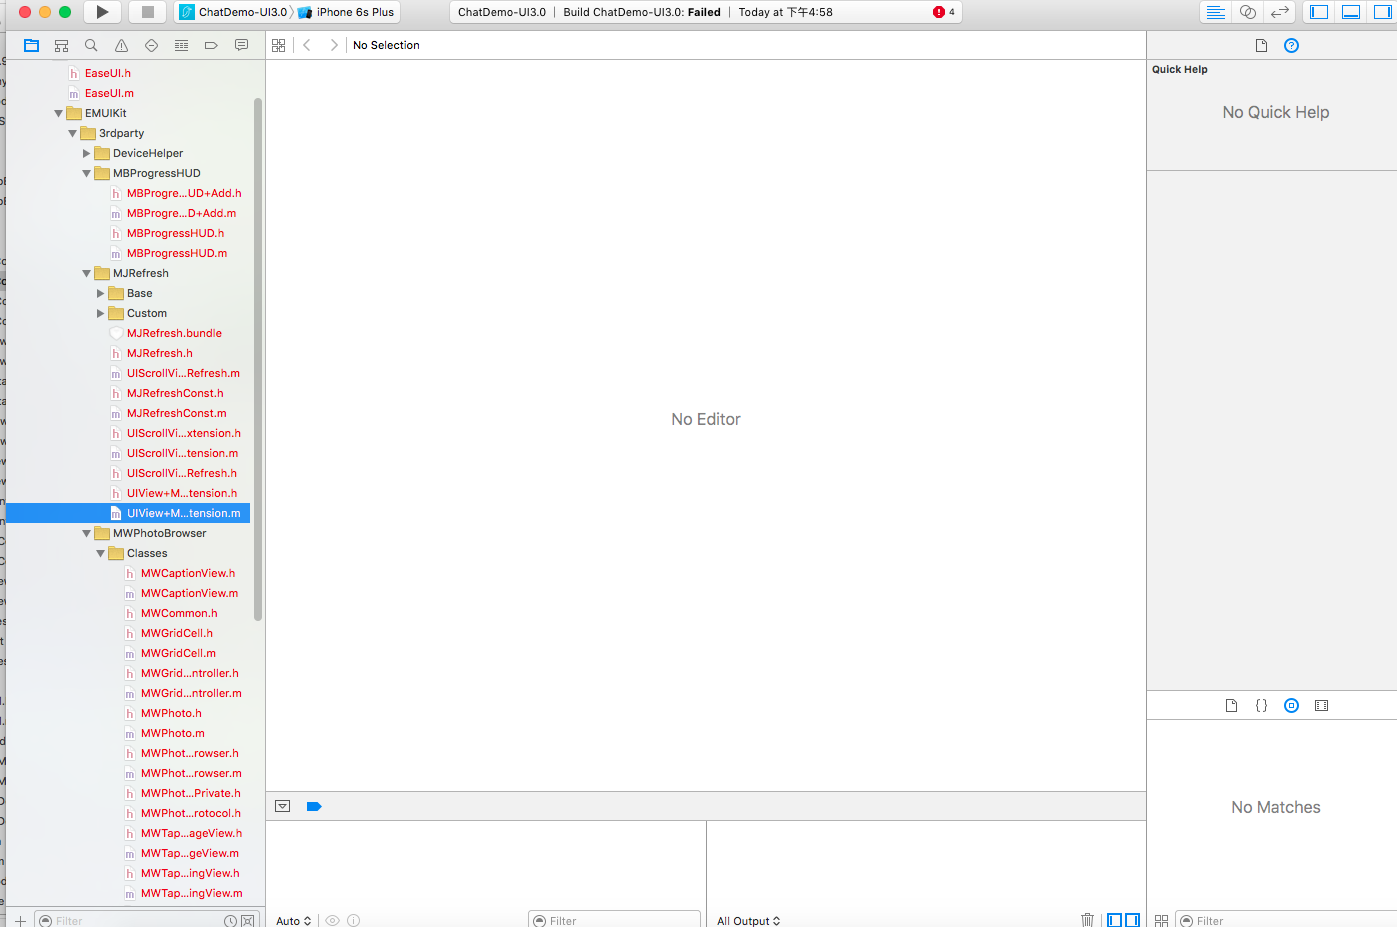 ChatDemo-UI3.0 iPhone 6s Plus
ChatDemo-UI3.0 | Build ChatDemo-UI3.0: Failed | Today at 下午4:58
4
No Selection
EaseUI.h
EaseUI.m
EMUIKit
3rdparty
DeviceHelper
MBProgressHUD
MBProgre...UD+Add.h
MBProgre...D+Add.m
MBProgressHUD.h
MBProgressHUD.m
MJRefresh
Base
Custom
MJRefresh.bundle
MJRefresh.h
UIScrollVi...Refresh.m
MJRefreshConst.h
MJRefreshConst.m
UIScrollVi...xtension.h
UIScrollVi...tension.m
UIScrollVi...Refresh.h
UIView+M...tension.h
UIView+M...tension.m
MWPhotoBrowser
Classes
MWCaptionView.h
MWCaptionView.m
MWCommon.h
MWGridCell.h
MWGridCell.m
MWGrid...ntroller.h
MWGrid...ntroller.m
MWPhoto.h
MWPhoto.m
MWPhot...rowser.h
MWPhot...rowser.m
MWPhot...Private.h
MWPhot...rotocol.h
MWTap...ageView.h
MWTap...geView.m
MWTap...ingView.h
MWTap...ingView.m
Filter
No Editor
Auto
Filter
All Output
Quick Help
No Quick Help
No Matches
Filter